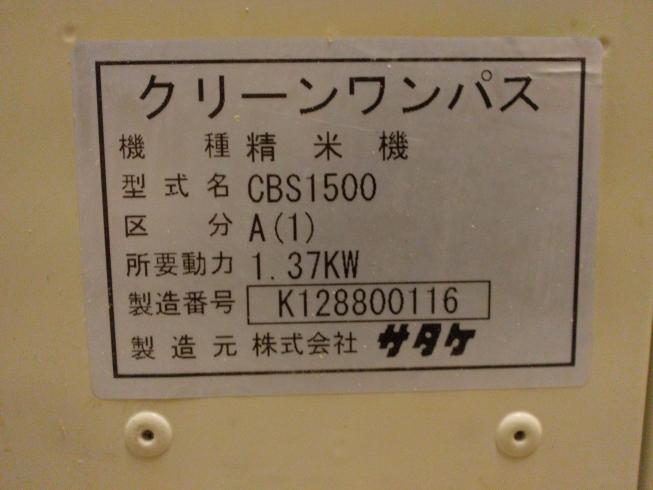 クリーンワンパス
機種 精米機
型式名 CBS1500
区分 A(1)
所要動力 1.37KW
製造番号 K128800116
製造元 株式会社 サタケ